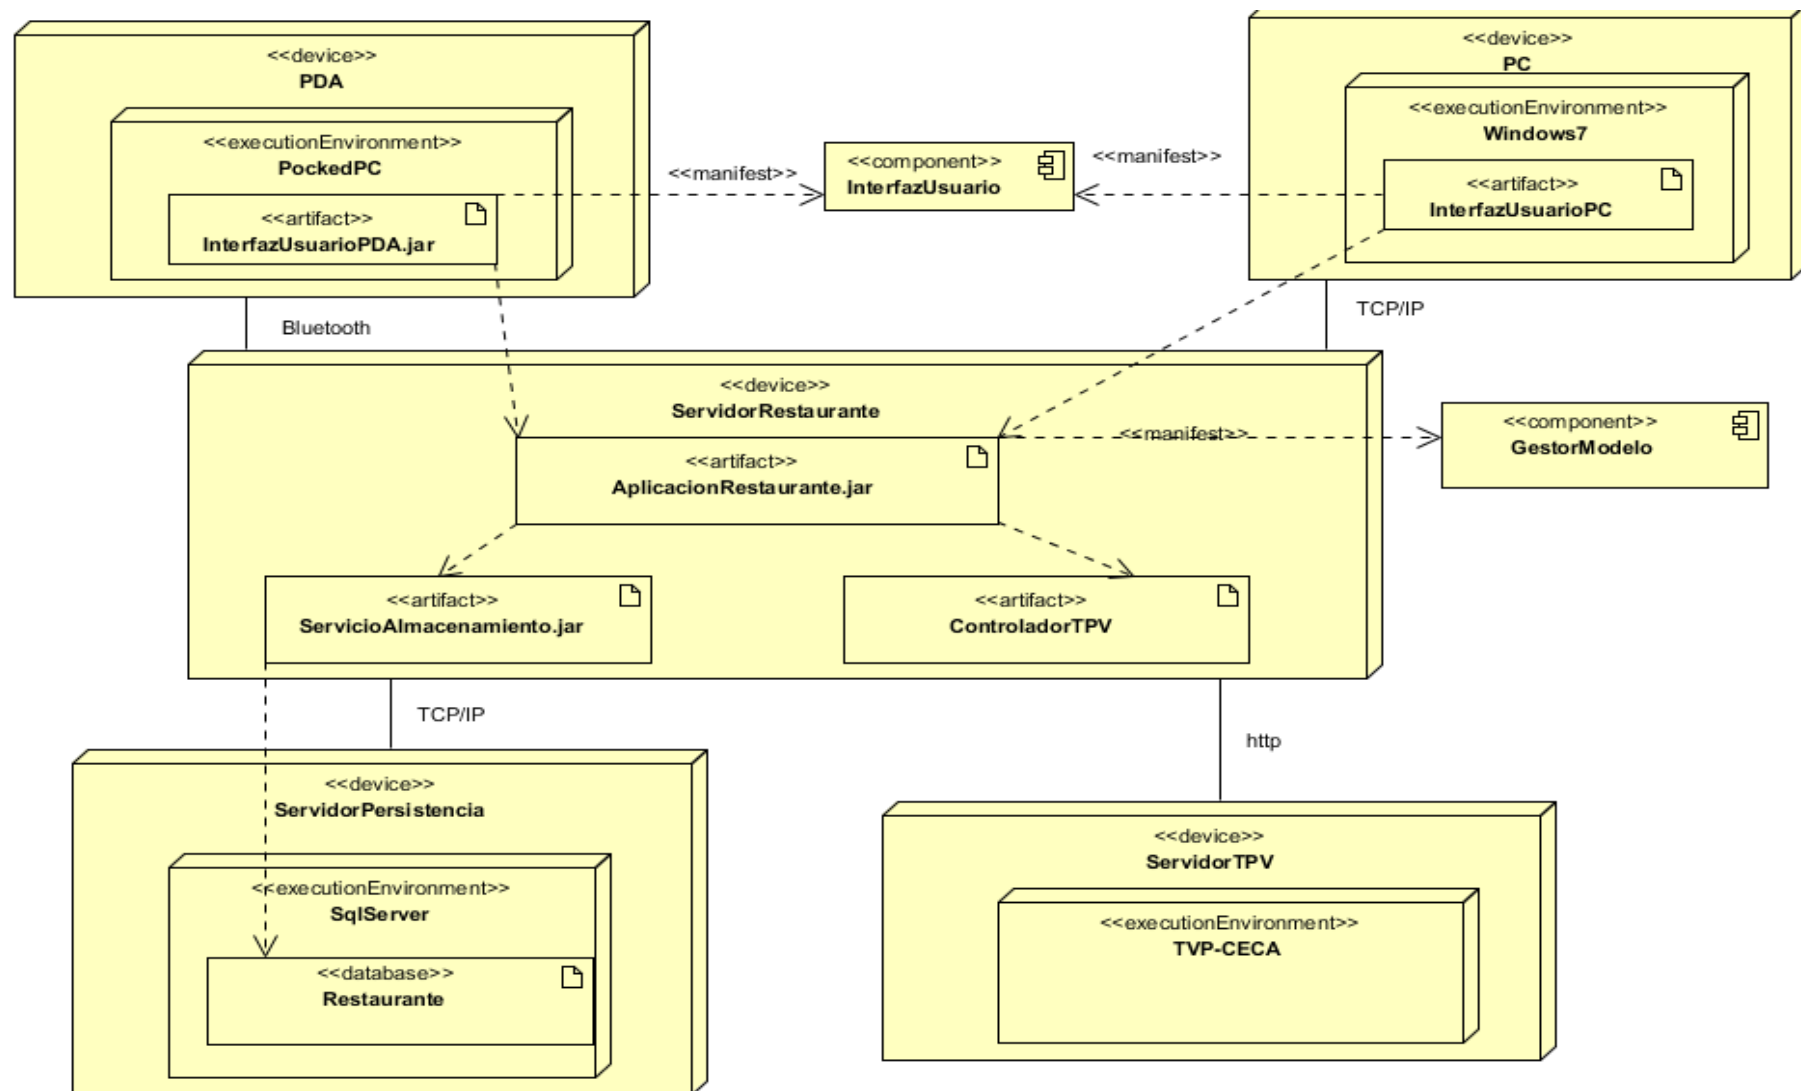 <<device>>
PDA
<<executionEnvironment>>
PockedPC
<<artifact>>
InterfazUsuarioPDA.jar
<<manifest>>
<<component>>
InterfazUsuario
<<manifest>>
<<device>>
PC
<<executionEnvironment>>
Windows7
<<artifact>>
InterfazUsuarioPC
Bluetooth
TCP/IP
<<device>>
ServidorRestaurante
<<artifact>>
AplicacionRestaurante.jar
<<manifest>>
<<component>>
GestorModelo
<<artifact>>
ServicioAlmacenamiento.jar
<<artifact>>
ControladorTPV
TCP/IP
http
<<device>>
ServidorPersistencia
<<executionEnvironment>>
SqlServer
<<database>>
Restaurante
<<device>>
ServidorTPV
<<executionEnvironment>>
TVP-CECA